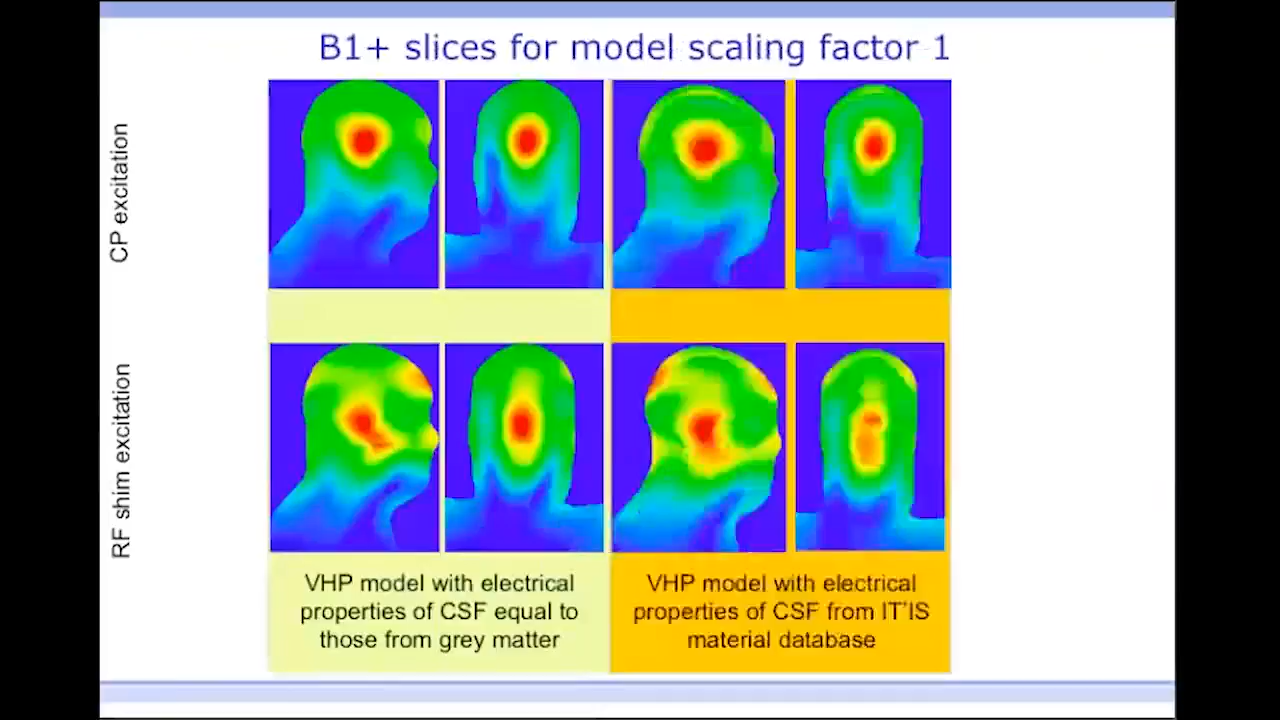 B1+ slices for model scaling factor 1
CP excitation
RF shim excitation
VHP model with electrical
properties of CSF equal to
those from grey matter
VHP model with electrical
properties of CSF from IT'IS
material database